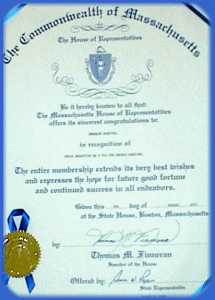 The Commonwealth of Massachusetts
The House of Representatives
Be it hereby known to all that:
The Massachusetts House of Representatives
offers its sincerest congratulations to:
in recognition of
The entire membership extends its very best wishes
and expresses the hope for future good fortune
and continued success in all endeavors.
Given this day of
at the State House, Boston, Massachusetts
by:
Thomas M. Finneran
Speaker of the House
Offered by:
State Representative